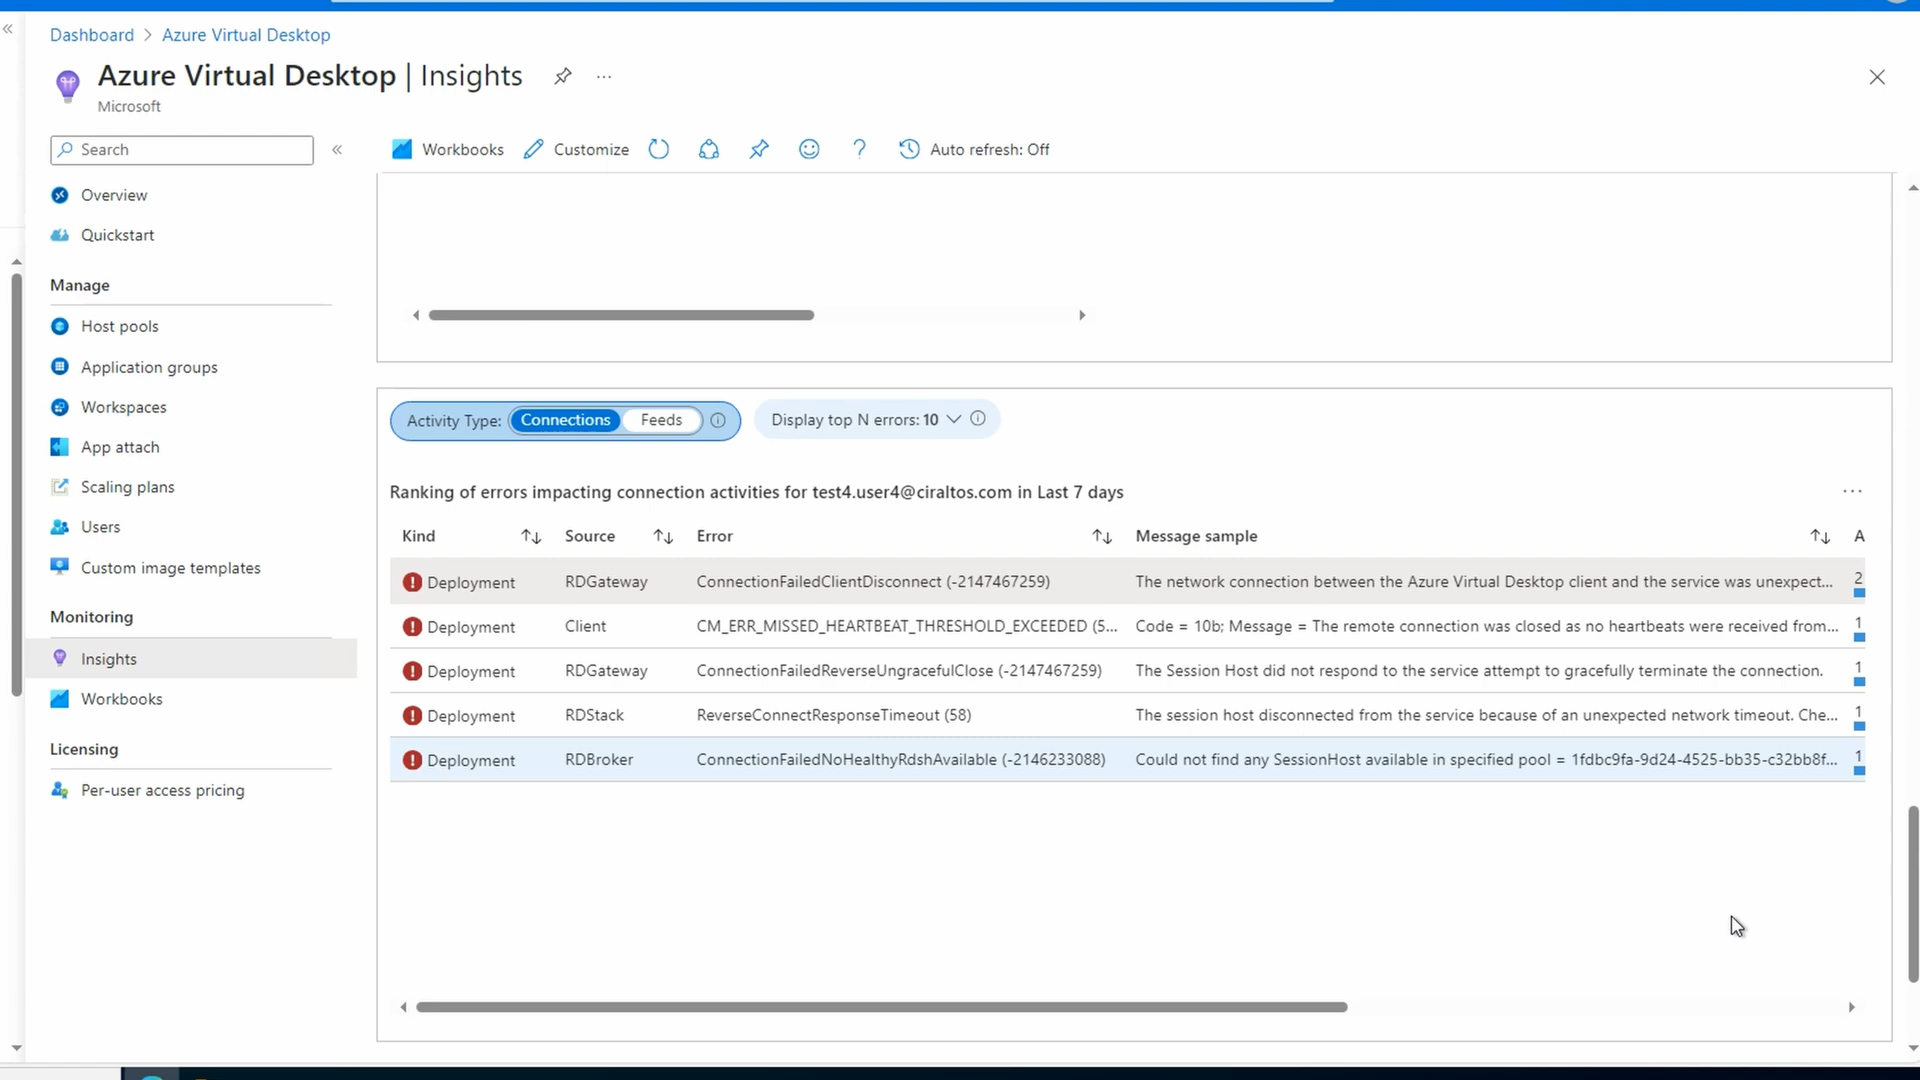 Dashboard > Azure Virtual Desktop
Azure Virtual Desktop | Insights
Microsoft
Search
Workbooks Customize Auto refresh: Off
Overview
Quickstart
Manage
Host pools
Application groups
Workspaces
App attach
Scaling plans
Users
Custom image templates
Monitoring
Insights
Workbooks
Licensing
Per-user access pricing
Activity Type: Connections Feeds Display top N errors: 10
Ranking of errors impacting connection activities for test4.user4@ciraltos.com in Last 7 days
Kind Source Error Message sample A
Deployment RDGateway ConnectionFailedClientDisconnect (-2147467259) The network connection between the Azure Virtual Desktop client and the service was unexpect... 2
Deployment Client CM_ERR_MISSED_HEARTBEAT_THRESHOLD_EXCEEDED (5... Code = 10b; Message = The remote connection was closed as no heartbeats were received from... 1
Deployment RDGateway ConnectionFailedReverseUngracefulClose (-2147467259) The Session Host did not respond to the service attempt to gracefully terminate the connection. 1
Deployment RDStack ReverseConnectResponseTimeout (58) The session host disconnected from the service because of an unexpected network timeout. Che... 1
Deployment RDBroker ConnectionFailedNoHealthyRdshAvailable (-2146233088) Could not find any SessionHost available in specified pool = 1fdbc9fa-9d24-4525-bb35-c32bb8f... 1